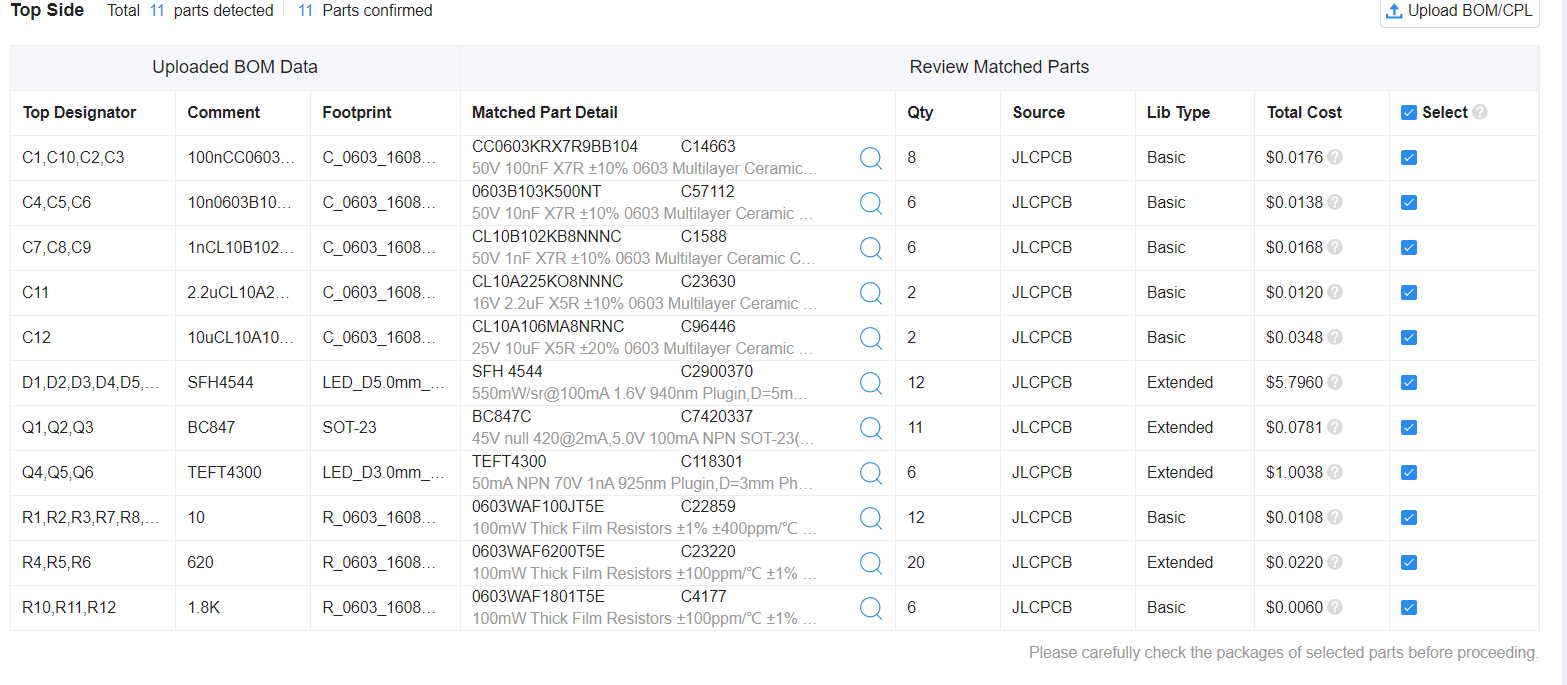 Top Side Total 11 parts detected 11 Parts confirmed Upload BOM/CPL
Uploaded BOM Data Review Matched Parts
Top Designator Comment Footprint Matched Part Detail Qty Source Lib Type Total Cost Select
CC0603KRX7R9BB104 C14663
C1,C10,C2,C3 100nCC0603... C_0603_1608... 8 JLCPCB Basic $0.0176
50V 100nF X7R ±10% 0603 Multilayer Ceramic...
0603B103K500NT C57112
C4,C5,C6 10n0603B10... C_0603_1608... 6 JLCPCB Basic $0.0138
50V 10nF X7R ±10% 0603 Multilayer Ceramic ...
CL10B102KB8NNNC C1588
C7,C8,C9 1nCL10B102... C_0603_1608... 6 JLCPCB Basic $0.0168
50V 1nF X7R ±10% 0603 Multilayer Ceramic C...
CL10A225KO8NNNC C23630
C11 2.2uCL10A2... C_0603_1608... 2 JLCPCB Basic $0.0120
16V 2.2uF X5R ±10% 0603 Multilayer Ceramic ...
CL10A106MA8NRNC C96446
C12 10uCL10A10... C_0603_1608... 2 JLCPCB Basic $0.0348
25V 10uF X5R ±20% 0603 Multilayer Ceramic ...
SFH 4544 C2900370
D1,D2,D3,D4,D5,... SFH4544 LED_D5.0mm_... 12 JLCPCB Extended $5.7960
550mW/sr@100mA 1.6V 940nm Plugin,D=5m...
BC847C C7420337
Q1,Q2,Q3 BC847 SOT-23 11 JLCPCB Extended $0.0781
45V null 420@2mA,5.0V 100mA NPN SOT-23(...
TEFT4300 C118301
Q4,Q5,Q6 TEFT4300 LED_D3.0mm_... 6 JLCPCB Extended $1.0038
50mA NPN 70V 1nA 925nm Plugin,D=3mm Ph...
0603WAF100JT5E C22859
R1,R2,R3,R7,R8,... 10 R_0603_1608... 12 JLCPCB Basic $0.0108
100mW Thick Film Resistors ±1% ±400ppm/℃ ...
0603WAF6200T5E C23220
R4,R5,R6 620 R_0603_1608... 20 JLCPCB Extended $0.0220
100mW Thick Film Resistors ±100ppm/℃ ±1% ...
0603WAF1801T5E C4177
R10,R11,R12 1.8K R_0603_1608... 6 JLCPCB Basic $0.0060
100mW Thick Film Resistors ±100ppm/℃ ±1% ...
Please carefully check the packages of selected parts before proceeding.